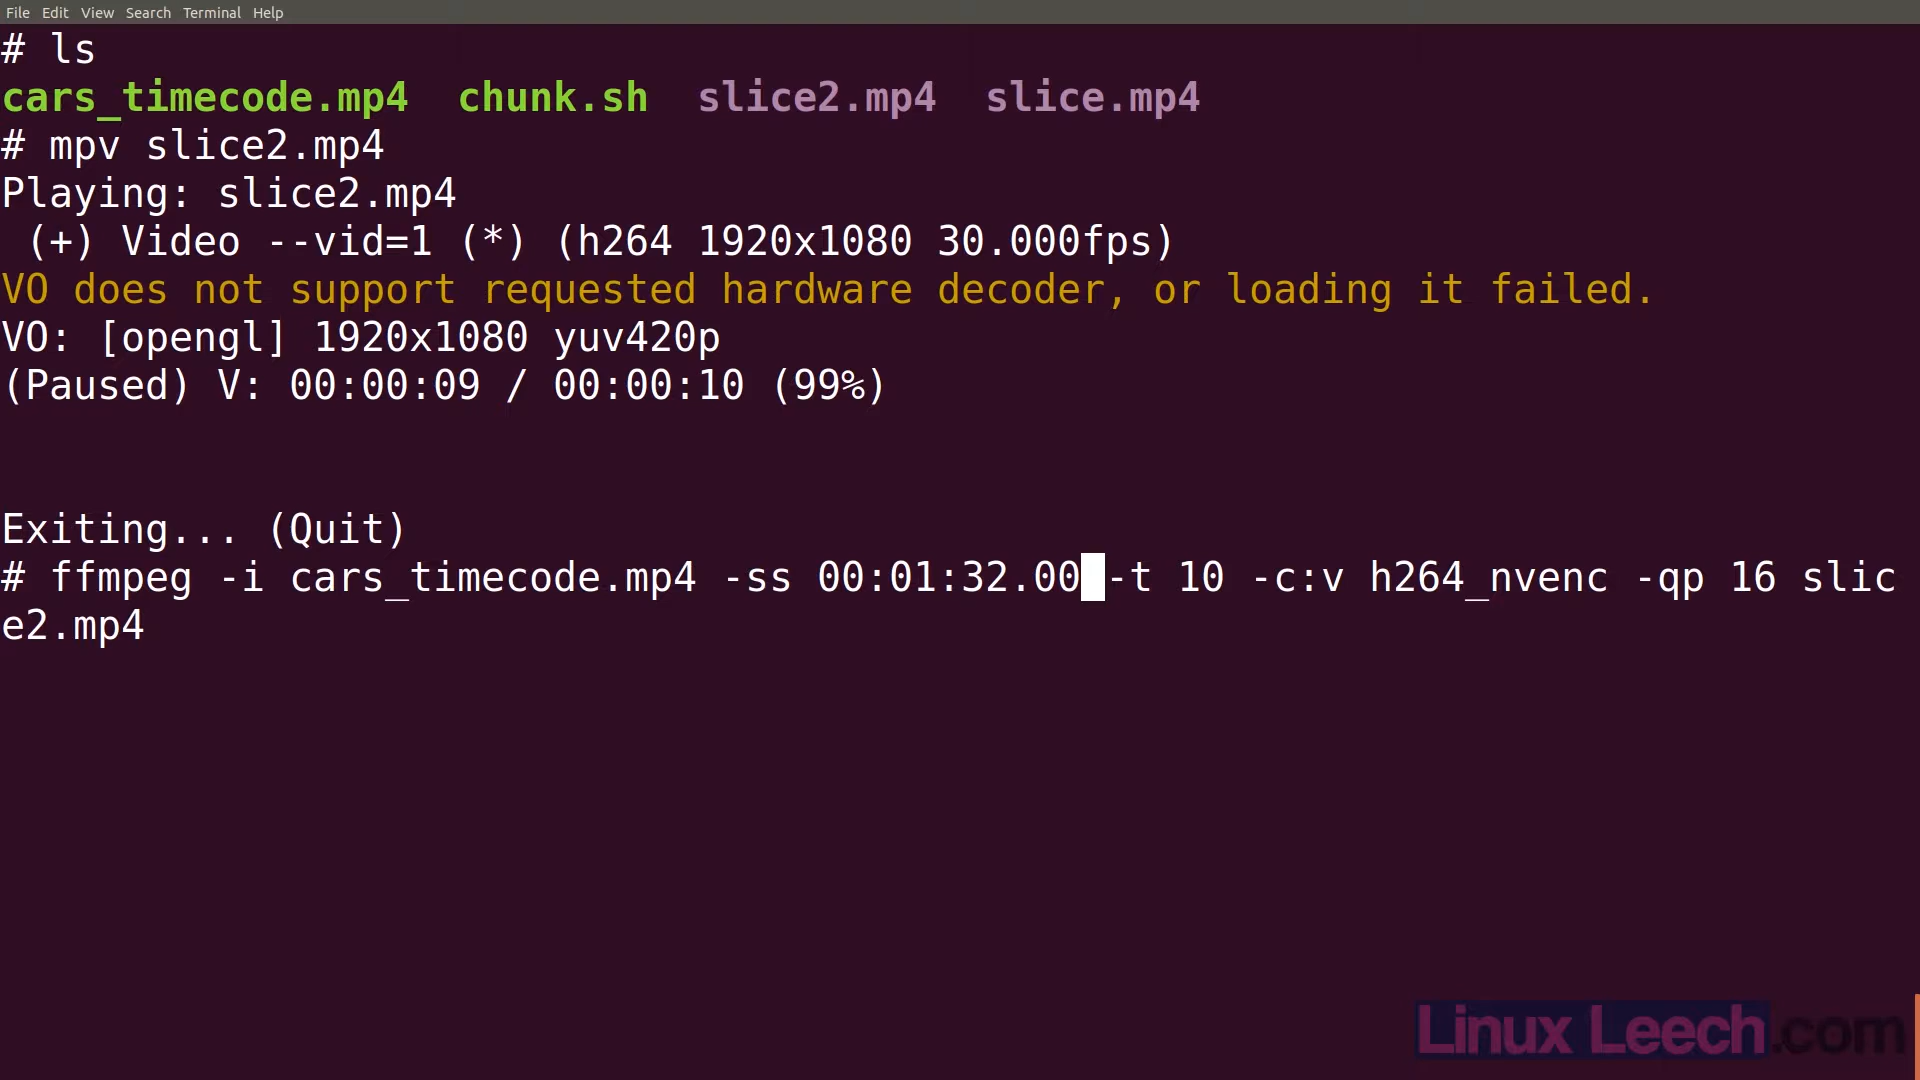 File Edit View Search Terminal Help
# ls
cars_timecode.mp4 chunk.sh slice2.mp4 slice.mp4
# mpv slice2.mp4
Playing: slice2.mp4
(+) Video --vid=1 (*) (h264 1920x1080 30.000fps)
VO does not support requested hardware decoder, or loading it failed.
VO: [opengl] 1920x1080 yuv420p
(Paused) V: 00:00:09 / 00:00:10 (99%)
Exiting... (Quit)
# ffmpeg -i cars_timecode.mp4 -ss 00:01:32.00 -t 10 -c:v h264_nvenc -qp 16 slic
e2.mp4
Linux Leech.com